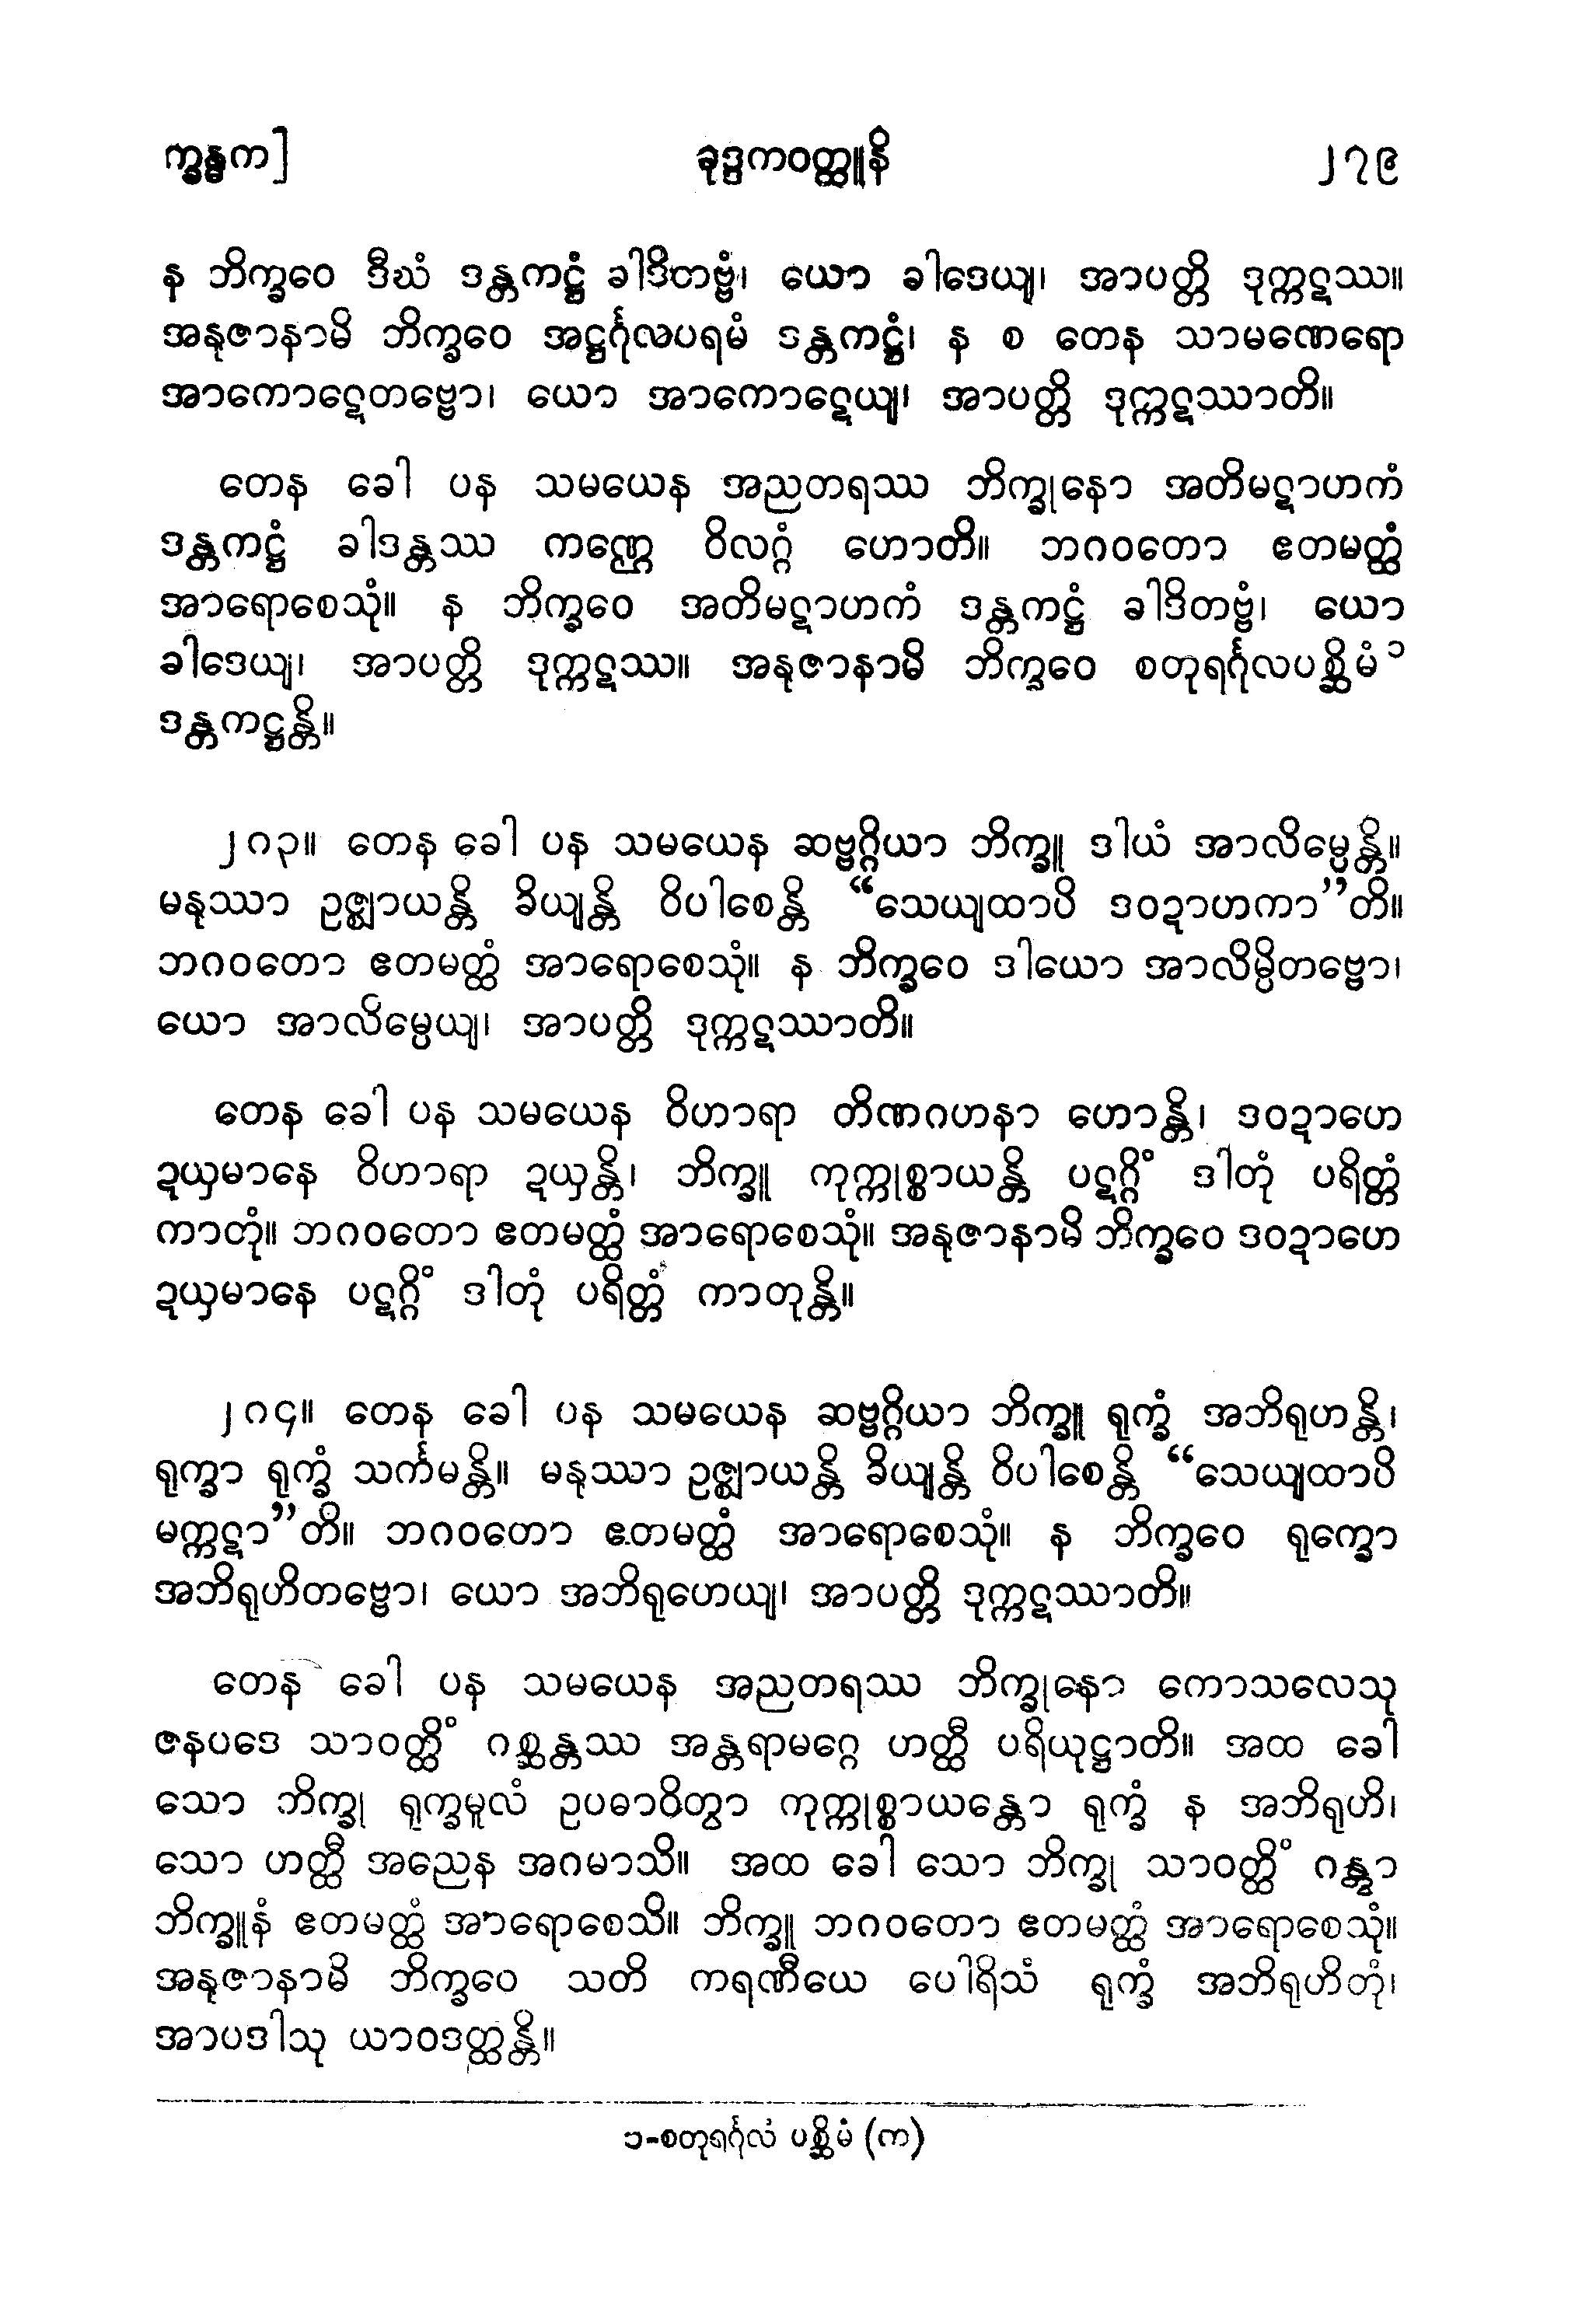 က္ခန္ဓက]
ခုဒ္ဒကဝတ္ထူနိ
၂၇၉
န ဘိက္ခဝေ ဒီဃံ ဒန္တကဋ္ဌံ ခါဒိတဗ္ဗံ၊ ယော ခါဒေယျ၊ အာပတ္တိ ဒုက္ကဋဿ။
အနုဇာနာမိ ဘိက္ခဝေ အဋ္ဌင်္ဂုလပရမံ ဒန္တကဋ္ဌံ၊ န စ တေန သာမဏေရော
အာကောဋေတဗ္ဗော၊ ယော အာကောဋေယျ၊ အာပတ္တိ ဒုက္ကဋဿာတိ။
တေန ခေါ ပန သမယေန အညတရဿ ဘိက္ခုနော အတိမဋာဟကံ
ဒန္တကဋ္ဌံ ခါဒန္တဿ ကဏ္ဌေ ဝိလဂ္ဂံ ဟောတိ။ ဘဂဝတော ဧတမတ္ထံ
အာရောစေသုံ။ န ဘိက္ခဝေ အတိမဋာဟကံ ဒန္တကဋ္ဌံ ခါဒိတဗ္ဗံ၊ ယော
ခါဒေယျ၊ အာပတ္တိ ဒုက္ကဋဿ။ အနုဇာနာမိ ဘိက္ခဝေ စတုရင်္ဂုလပစ္ဆိမံ ၁
ဒန္တကဋ္ဌန္တိ။
၂၈၃။ တေန ခေါ ပန သမယေန ဆဗ္ဗဂ္ဂိယာ ဘိက္ခူ ဒါယံ အာလိမ္ပေန္တိ။
မနုဿာ ဥဇ္ဈာယန္တိ ခိယျန္တိ ဝိပါစေန္တိ “သေယျထာပိ ဒဝဍာဟကာ”တိ။
ဘဂဝတော ဧတမတ္ထံ အာရောစေသုံ။ န ဘိက္ခဝေ ဒါယော အာလိမ္ပိတဗ္ဗော၊
ယော အာလိမ္ပေယျ၊ အာပတ္တိ ဒုက္ကဋဿာတိ။
တေန ခေါ ပန သမယေန ဝိဟာရာ တိဏဂဟနာ ဟောန္တိ၊ ဒဝဍာဟေ
ဍယှမာနေ ဝိဟာရာ ဍယှန္တိ၊ ဘိက္ခူ ကုက္ကုစ္စာယန္တိ ပဋဂ္ဂိံ ဒါတုံ ပရိတ္တံ
ကာတုံ။ ဘဂဝတော ဧတမတ္ထံ အာရောစေသုံ။ အနုဇာနာမိ ဘိက္ခဝေ ဒဝဍာဟေ
ဍယှမာနေ ပဋဂ္ဂိံ ဒါတုံ ပရိတ္တံ ကာတုန္တိ။
၂၈၄။ တေန ခေါ ပန သမယေန ဆဗ္ဗဂ္ဂိယာ ဘိက္ခူ ရုက္ခံ အဘိရုဟန္တိ၊
ရုက္ခာ ရုက္ခံ သင်္ကမန္တိ။ မနုဿာ ဥဇ္ဈာယန္တိ ခိယျန္တိ ဝိပါစေန္တိ “သေယျထာပိ
မက္ကဋာ”တိ။ ဘဂဝတော ဧတမတ္ထံ အာရောစေသုံ။ န ဘိက္ခဝေ ရုက္ခော
အဘိရုဟိတဗ္ဗော၊ ယော အဘိရုဟေယျ၊ အာပတ္တိ ဒုက္ကဋဿာတိ။
တေန ခေါ ပန သမယေန အညတရဿ ဘိက္ခုနော ကောသလေသု
ဇနပဒေ သာဝတ္ထိံ ဂစ္ဆန္တဿ အန္တရာမဂ္ဂေ ဟတ္ထီ ပရိယုဋ္ဌာတိ။ အထ ခေါ
သော ဘိက္ခု ရုက္ခမူလံ ဥပဓာဝိတွာ ကုက္ကုစ္စာယန္တော ရုက္ခံ န အဘိရုဟိ၊
သော ဟတ္ထီ အညေန အဂမာသိ။ အထ ခေါ သော ဘိက္ခု သာဝတ္ထိံ ဂန္တွာ
ဘိက္ခူနံ ဧတမတ္ထံ အာရောစေသိ။ ဘိက္ခူ ဘဂဝတော ဧတမတ္ထံ အာရောစေသုံ။
အနုဇာနာမိ ဘိက္ခဝေ သတိ ကရဏီယေ ပေါရိသံ ရုက္ခံ အဘိရုဟိတုံ၊
အာပဒါသု ယာဝဒတ္ထန္တိ။
၁-စတုရင်္ဂုလံ ပစ္ဆိမံ (က)